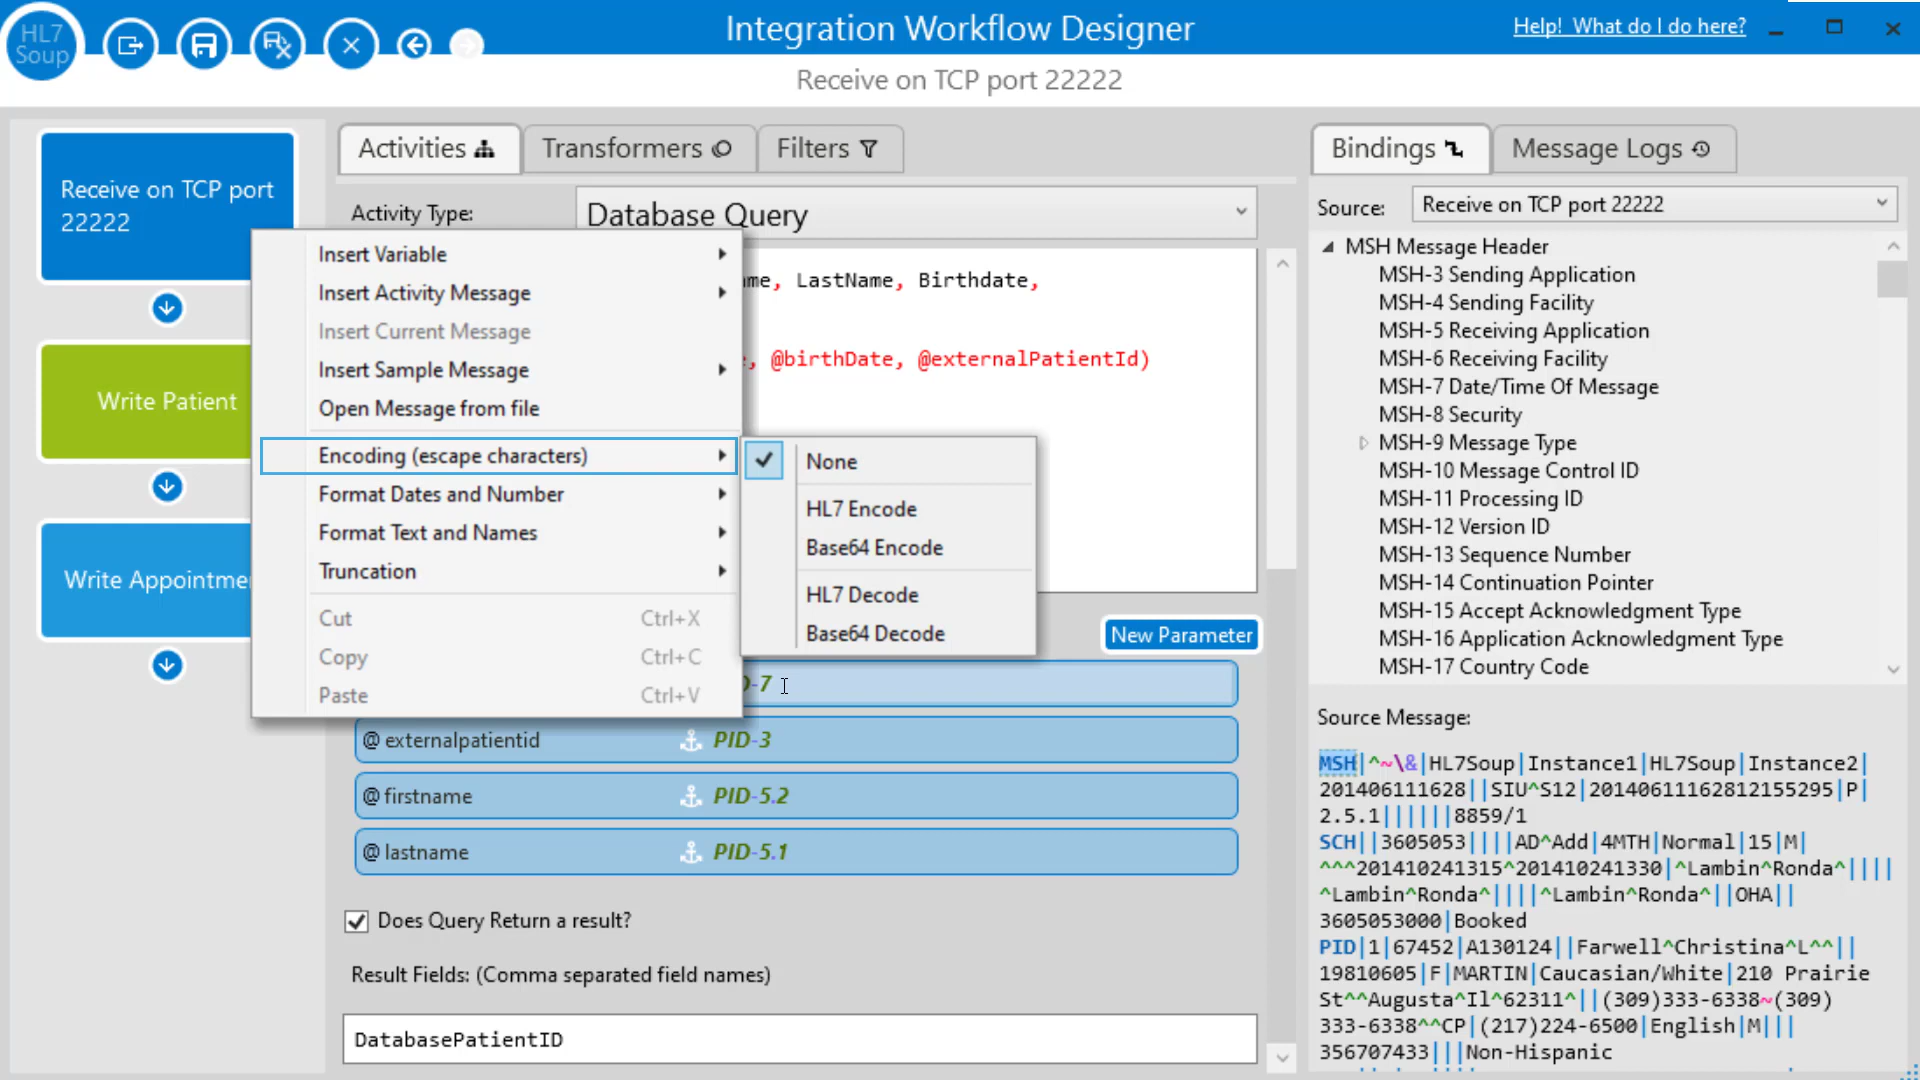 HL7
Soup
Integration Workflow Designer
Help! What do I do here?
Receive on TCP port 22222
Receive on TCP port
22222
Write Patient
Write Appointme
Activities
Transformers
Filters
Activity Type:
Database Query
me, LastName, Birthdate,
, @birthDate, @externalPatientId)
Insert Variable
Insert Activity Message
Insert Current Message
Insert Sample Message
Open Message from file
Encoding (escape characters)
Format Dates and Number
Format Text and Names
Truncation
Cut Ctrl+X
Copy Ctrl+C
Paste Ctrl+V
None
HL7 Encode
Base64 Encode
HL7 Decode
Base64 Decode
New Parameter
D-7
@ externalpatientid PID-3
@ firstname PID-5.2
@ lastname PID-5.1
Does Query Return a result?
Result Fields: (Comma separated field names)
DatabasePatientID
Bindings
Message Logs
Source:
Receive on TCP port 22222
MSH Message Header
MSH-3 Sending Application
MSH-4 Sending Facility
MSH-5 Receiving Application
MSH-6 Receiving Facility
MSH-7 Date/Time Of Message
MSH-8 Security
MSH-9 Message Type
MSH-10 Message Control ID
MSH-11 Processing ID
MSH-12 Version ID
MSH-13 Sequence Number
MSH-14 Continuation Pointer
MSH-15 Accept Acknowledgment Type
MSH-16 Application Acknowledgment Type
MSH-17 Country Code
Source Message:
MSH|^~\&|HL7Soup|Instance1|HL7Soup|Instance2|
201406111628||SIU^S12|20140611162812155295|P|
2.5.1||||||8859/1
SCH||3605053||||AD^Add|4MTH|Normal|15|M|
^^^201410241315^201410241330|^Lambin^Ronda^||||
^Lambin^Ronda^||||^Lambin^Ronda^||OHA||
3605053000|Booked
PID|1|67452|A130124||Farwell^Christina^L^^||
19810605|F|MARTIN|Caucasian/White|210 Prairie
St^^Augusta^Il^62311^||(309)333-6338~(309)
333-6338^^CP|(217)224-6500|English|M|||
356707433|||Non-Hispanic